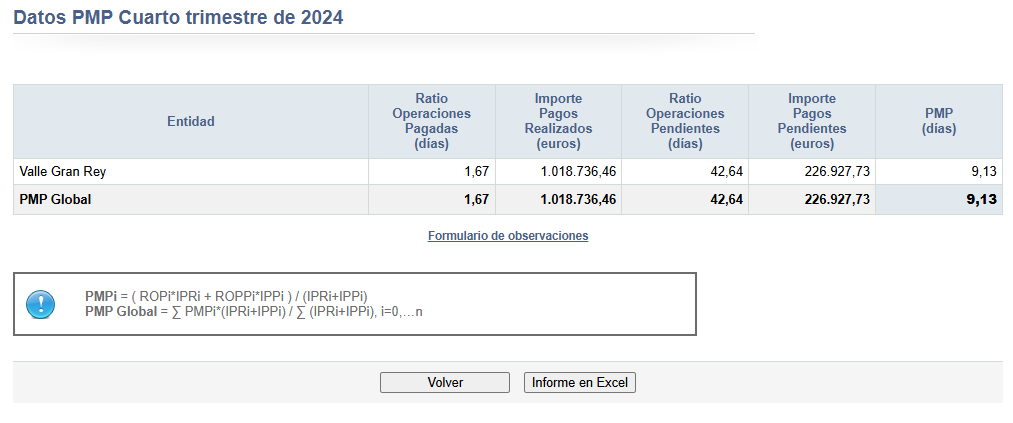 Datos PMP Cuarto trimestre de 2024
Entidad
Ratio
Operaciones
Pagadas
(días)
Importe
Pagos
Realizados
(euros)
Ratio
Operaciones
Pendientes
(días)
Importe
Pagos
Pendientes
(euros)
PMP
(días)
Valle Gran Rey 1,67 1.018.736,46 42,64 226.927,73 9,13
PMP Global 1,67 1.018.736,46 42,64 226.927,73 9,13
Formulario de observaciones
PMPi = ( ROPi*IPRi + ROPPi*IPPi ) / (IPRi+IPPi)
PMP Global = ∑ PMPi*(IPRi+IPPi) / ∑ (IPRi+IPPi), i=0,…n
Volver Informe en Excel